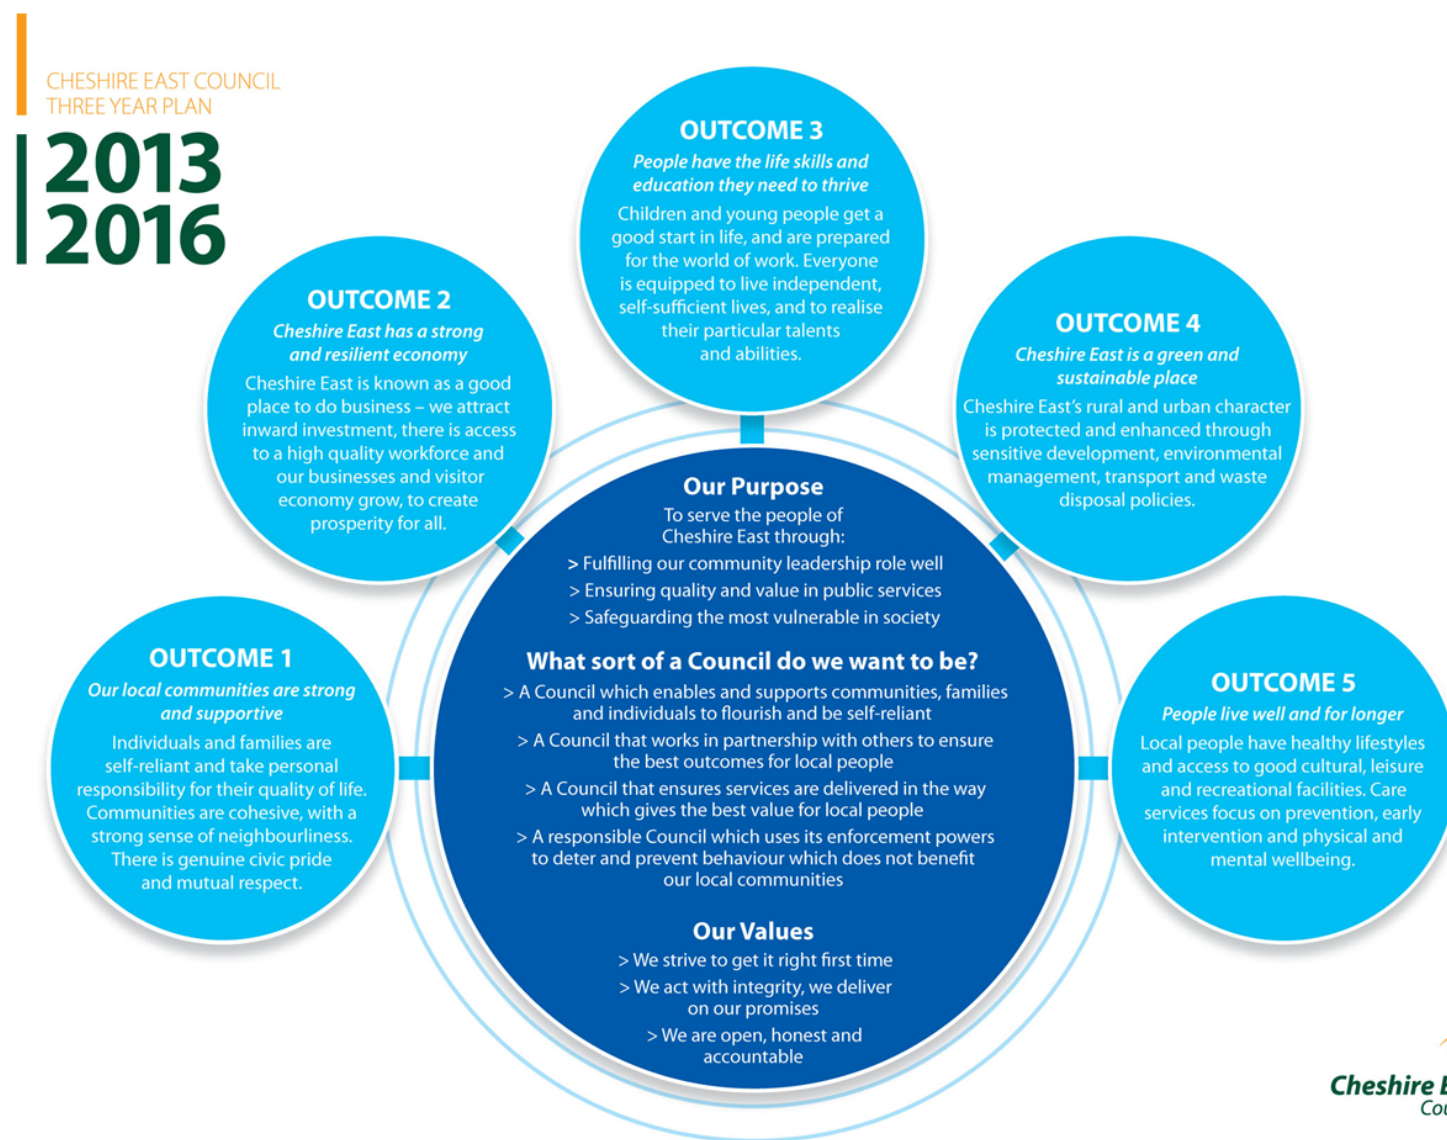 CHESHIRE EAST COUNCIL
THREE YEAR PLAN
2013
2016
OUTCOME 1
Our local communities are strong
and supportive
Individuals and families are
self-reliant and take personal
responsibility for their quality of life.
Communities are cohesive, with a
strong sense of neighbourliness.
There is genuine civic pride
and mutual respect.
OUTCOME 2
Cheshire East has a strong
and resilient economy
Cheshire East is known as a good
place to do business – we attract
inward investment, there is access
to a high quality workforce and
our businesses and visitor
economy grow, to create
prosperity for all.
OUTCOME 3
People have the life skills and
education they need to thrive
Children and young people get a
good start in life, and are prepared
for the world of work. Everyone
is equipped to live independent,
self-sufficient lives, and to realise
their particular talents
and abilities.
OUTCOME 4
Cheshire East is a green and
sustainable place
Cheshire East's rural and urban character
is protected and enhanced through
sensitive development, environmental
management, transport and waste
disposal policies.
OUTCOME 5
People live well and for longer
Local people have healthy lifestyles
and access to good cultural, leisure
and recreational facilities. Care
services focus on prevention, early
intervention and physical and
mental wellbeing.
Our Purpose
To serve the people of
Cheshire East through:
> Fulfilling our community leadership role well
> Ensuring quality and value in public services
> Safeguarding the most vulnerable in society
What sort of a Council do we want to be?
> A Council which enables and supports communities, families
and individuals to flourish and be self-reliant
> A Council that works in partnership with others to ensure
the best outcomes for local people
> A Council that ensures services are delivered in the way
which gives the best value for local people
> A responsible Council which uses its enforcement powers
to deter and prevent behaviour which does not benefit
our local communities
Our Values
> We strive to get it right first time
> We act with integrity, we deliver
on our promises
> We are open, honest and
accountable
Cheshire